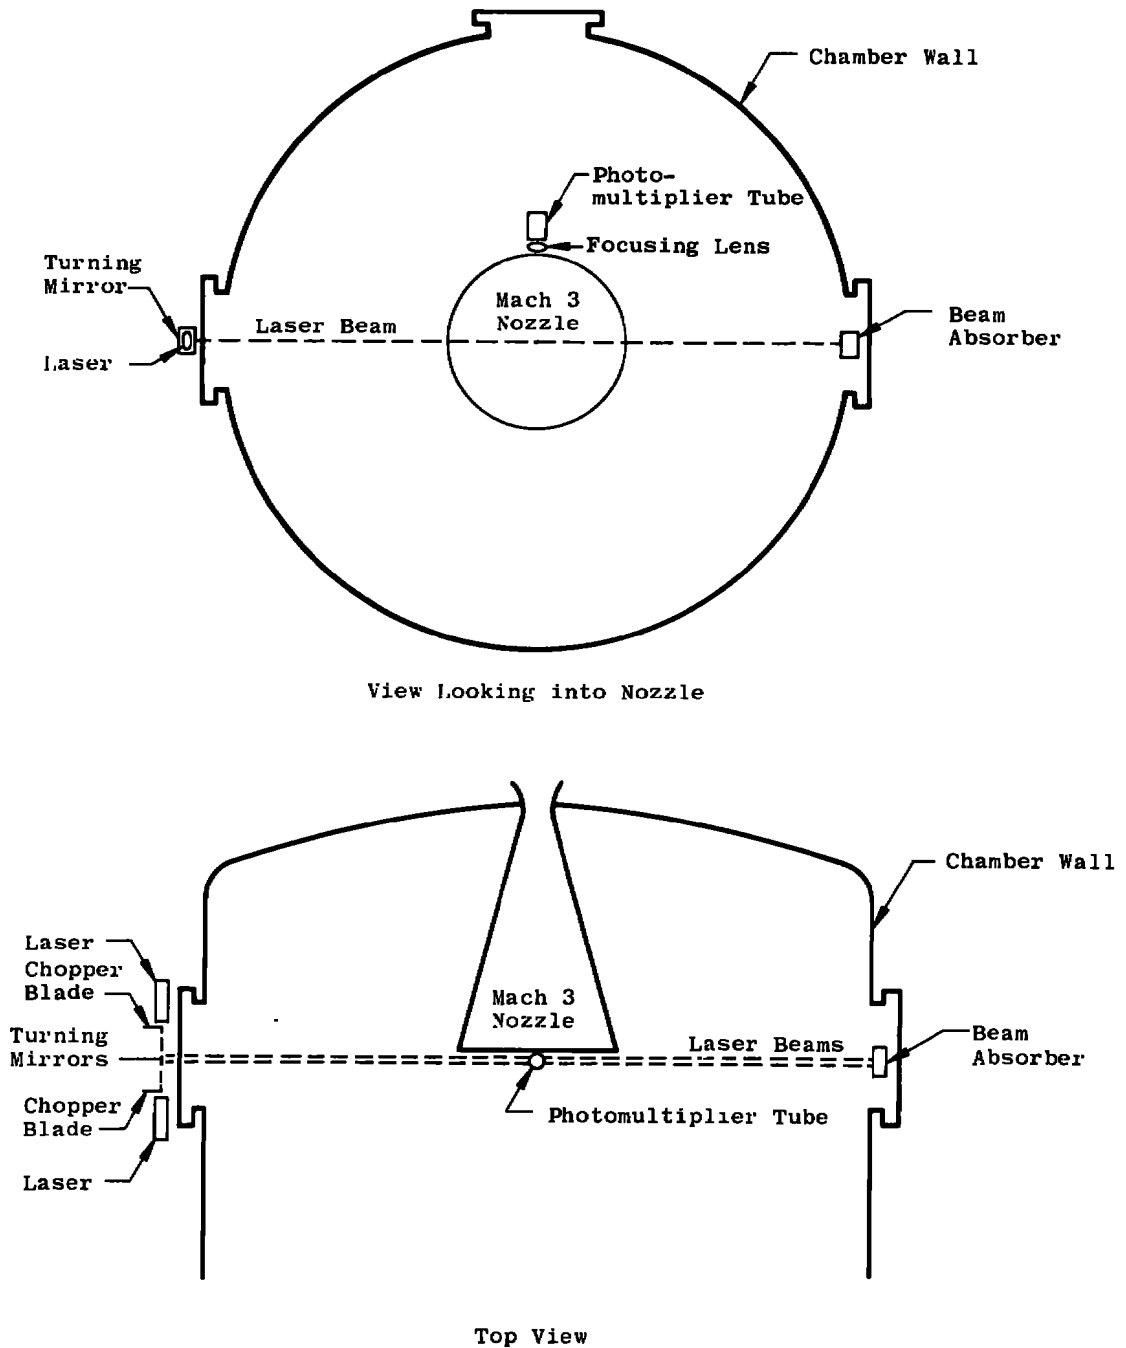 Chamber Wall
Photo-
multiplier Tube
Focusing Lens
Turning
Mirror
Laser
Laser Beam
Mach 3
Nozzle
Beam
Absorber
View Looking into Nozzle
Chamber Wall
Laser
Chopper
Blade
Turning
Mirrors
Chopper
Blade
Laser
Mach 3
Nozzle
Laser Beams
Beam
Absorber
Photomultiplier Tube
Top View